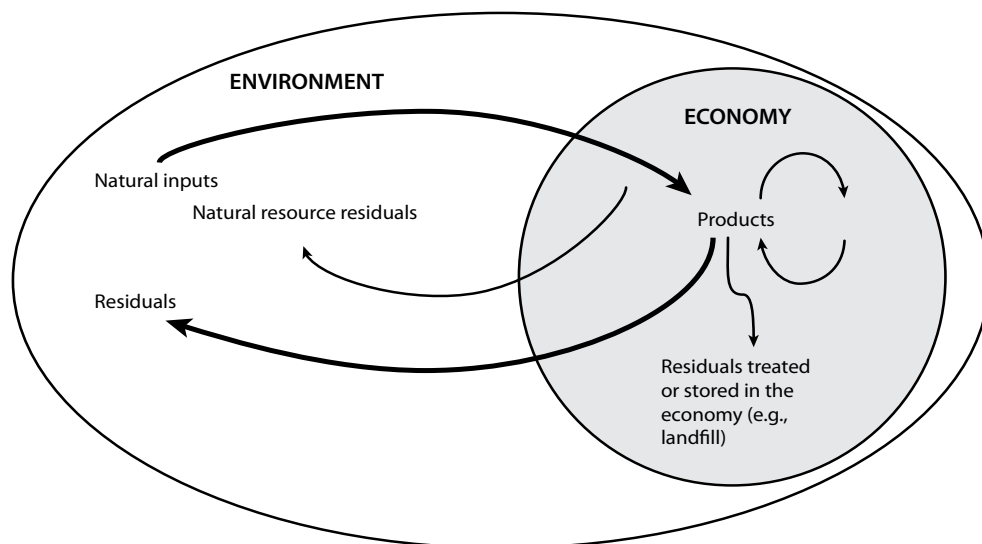 ENVIRONMENT
ECONOMY
Natural inputs
Natural resource residuals
Products
Residuals
Residuals treated
or stored in the
economy (e.g.,
landfill)